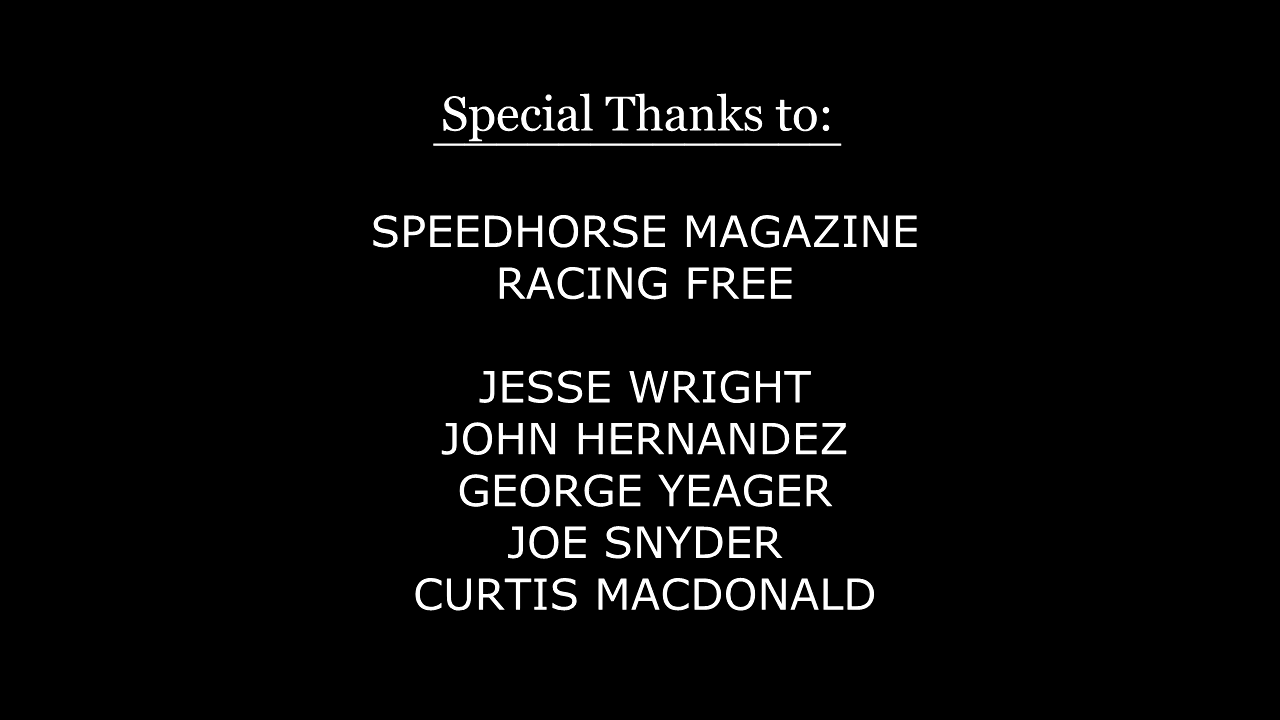 Special Thanks to:
SPEEDHORSE MAGAZINE
RACING FREE
JESSE WRIGHT
JOHN HERNANDEZ
GEORGE YEAGER
JOE SNYDER
CURTIS MACDONALD